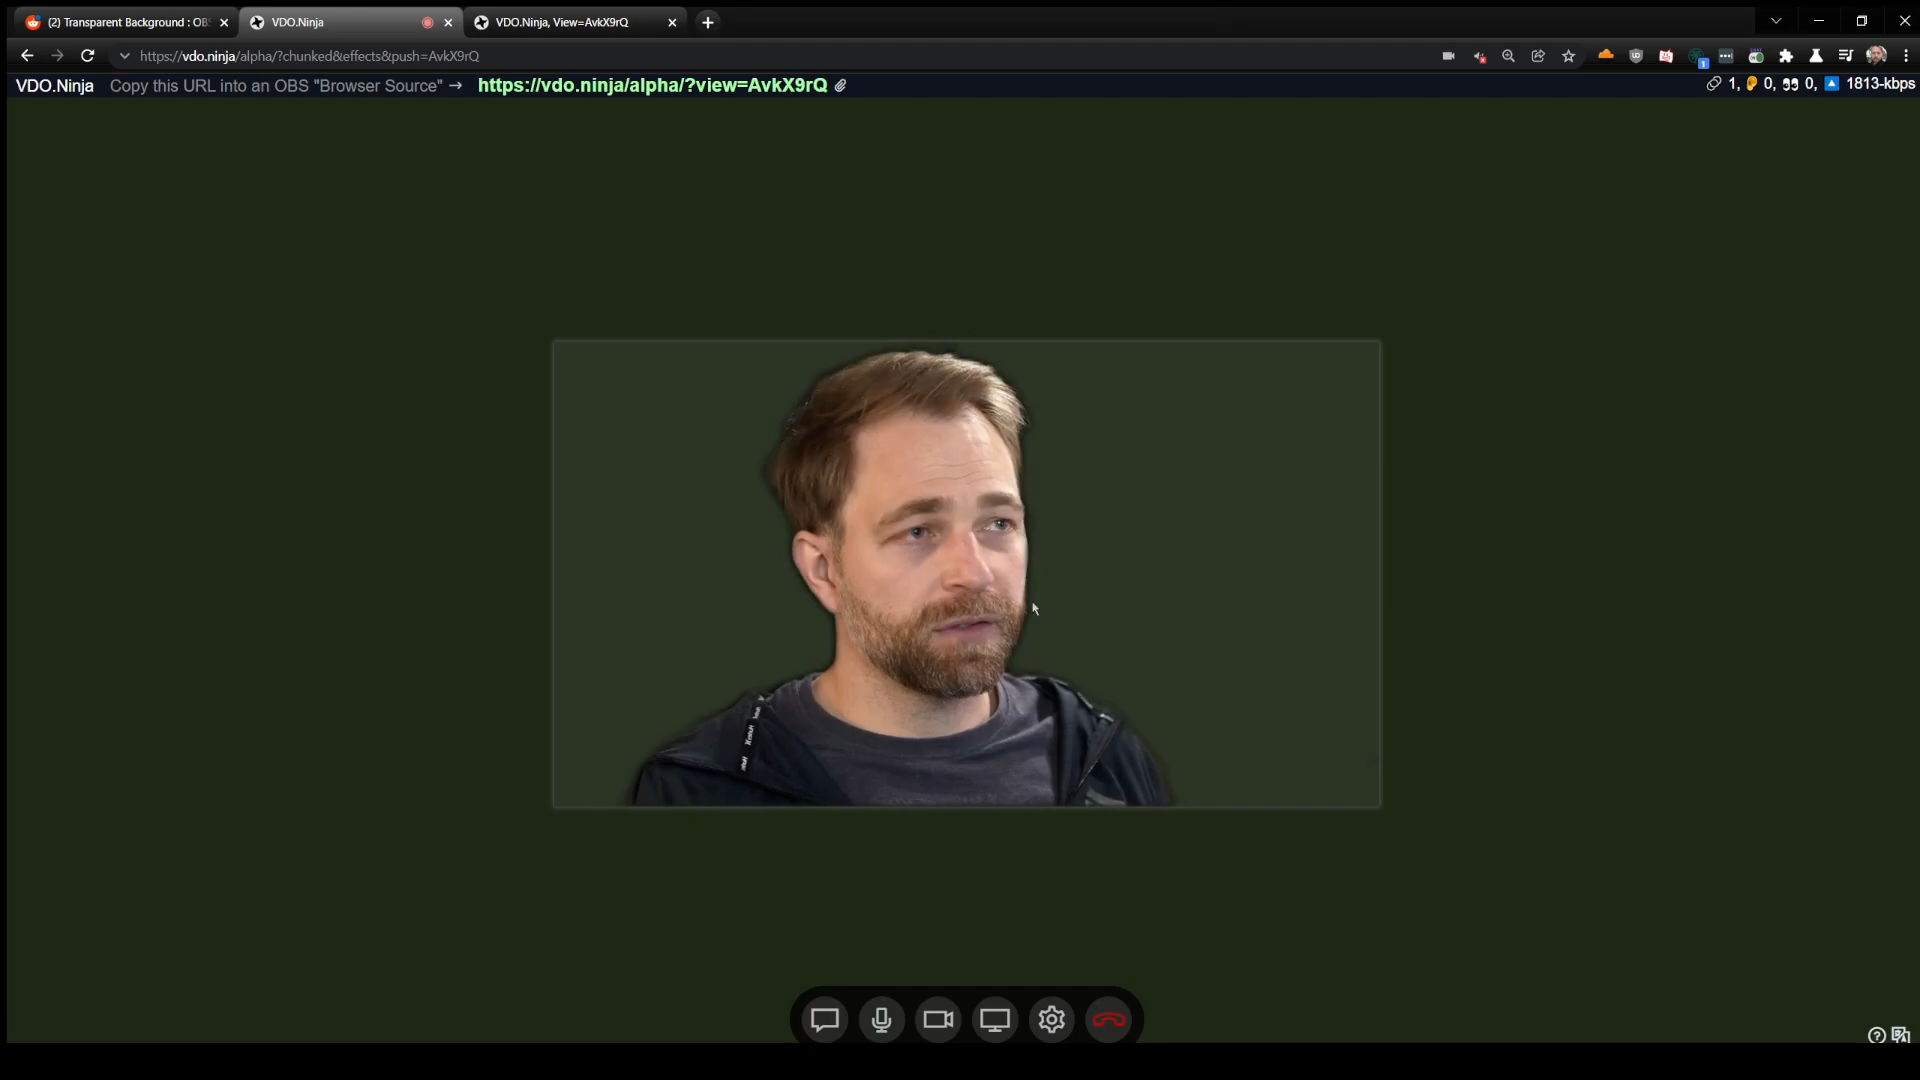 (2) Transparent Background : OBS
VDO.Ninja
VDO.Ninja, View=AvkX9rQ
https://vdo.ninja/alpha/?chunked&effects&push=AvkX9rQ
1
VDO.Ninja Copy this URL into an OBS "Browser Source" → https://vdo.ninja/alpha/?view=AvkX9rQ
1, 0, 0, 1813-kbps